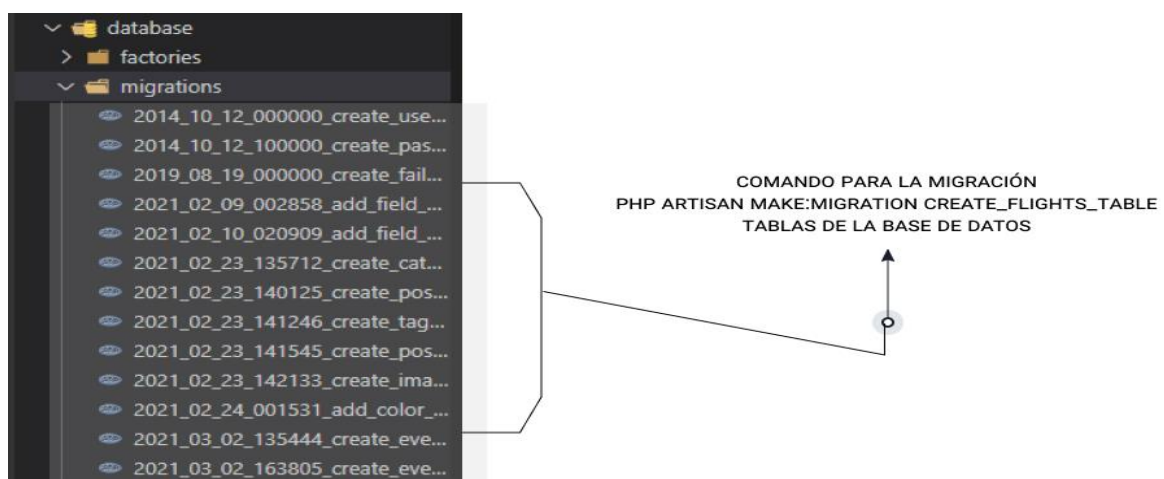 database
factories
migrations
2014_10_12_000000_create_use...
2014_10_12_100000_create_pas...
2019_08_19_000000_create_fail...
2021_02_09_002858_add_field_...
2021_02_10_020909_add_field_...
2021_02_23_135712_create_cat...
2021_02_23_140125_create_pos...
2021_02_23_141246_create_tag...
2021_02_23_141545_create_pos...
2021_02_23_142133_create_ima...
2021_02_24_001531_add_color_...
2021_03_02_135444_create_eve...
2021_03_02_163805_create_eve...
COMANDO PARA LA MIGRACIÓN
PHP ARTISAN MAKE:MIGRATION CREATE_FLIGHTS_TABLE
TABLAS DE LA BASE DE DATOS